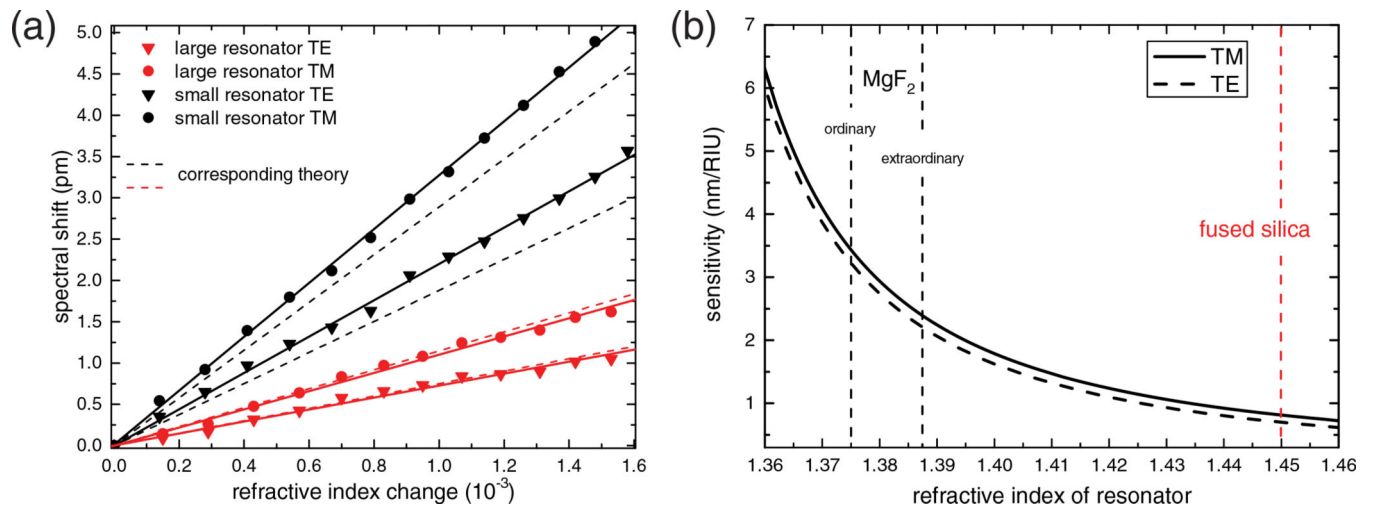 (a)
5.0
4.5
4.0
3.5
3.0
2.5
2.0
1.5
1.0
0.5
0.0
spectral shift (pm)
large resonator TE
large resonator TM
small resonator TE
small resonator TM
corresponding theory
0.0 0.2 0.4 0.6 0.8 1.0 1.2 1.4 1.6
refractive index change (10⁻³)
(b)
7
6
5
4
3
2
1
sensitivity (nm/RIU)
MgF₂
ordinary
extraordinary
TM
TE
fused silica
1.36 1.37 1.38 1.39 1.40 1.41 1.42 1.43 1.44 1.45 1.46
refractive index of resonator